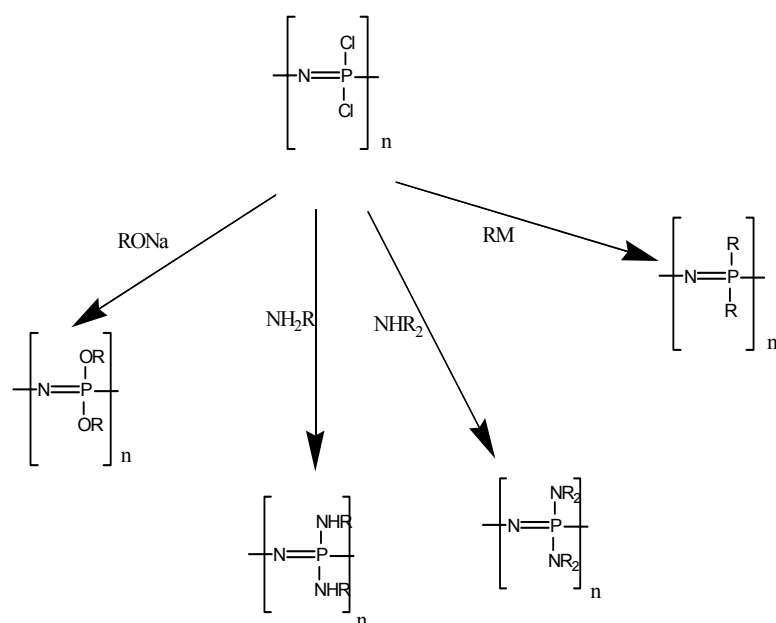 Cl
N=P
Cl
n
RONa
NH₂R
NHR₂
RM
R
N=P
R
n
OR
N=P
OR
n
NHR
N=P
NHR
n
NR₂
N=P
NR₂
n